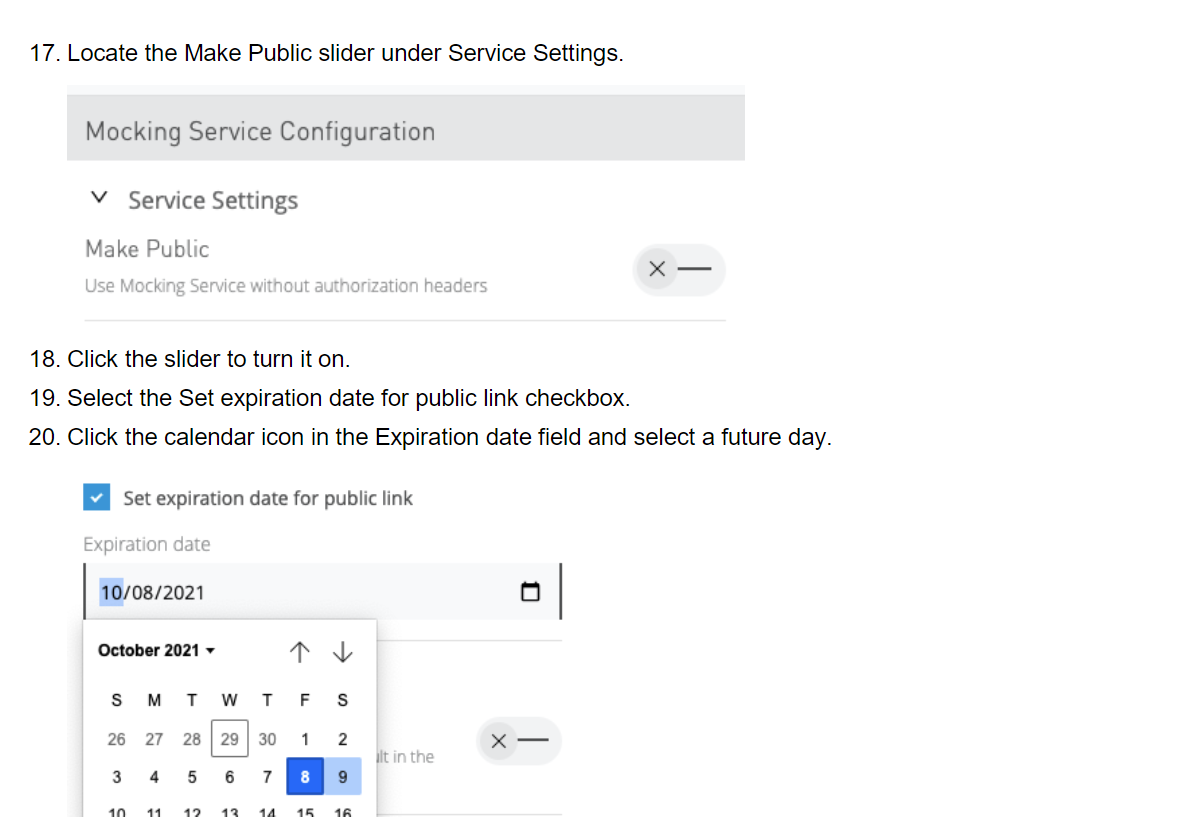 17. Locate the Make Public slider under Service Settings.
Mocking Service Configuration
Service Settings
Make Public
Use Mocking Service without authorization headers
18. Click the slider to turn it on.
19. Select the Set expiration date for public link checkbox.
20. Click the calendar icon in the Expiration date field and select a future day.
Set expiration date for public link
Expiration date
10/08/2021
October 2021
S M T W T F S
26 27 28 29 30 1 2
in the
3 4 5 6 7 8 9
10 11 12 13 14 15 16